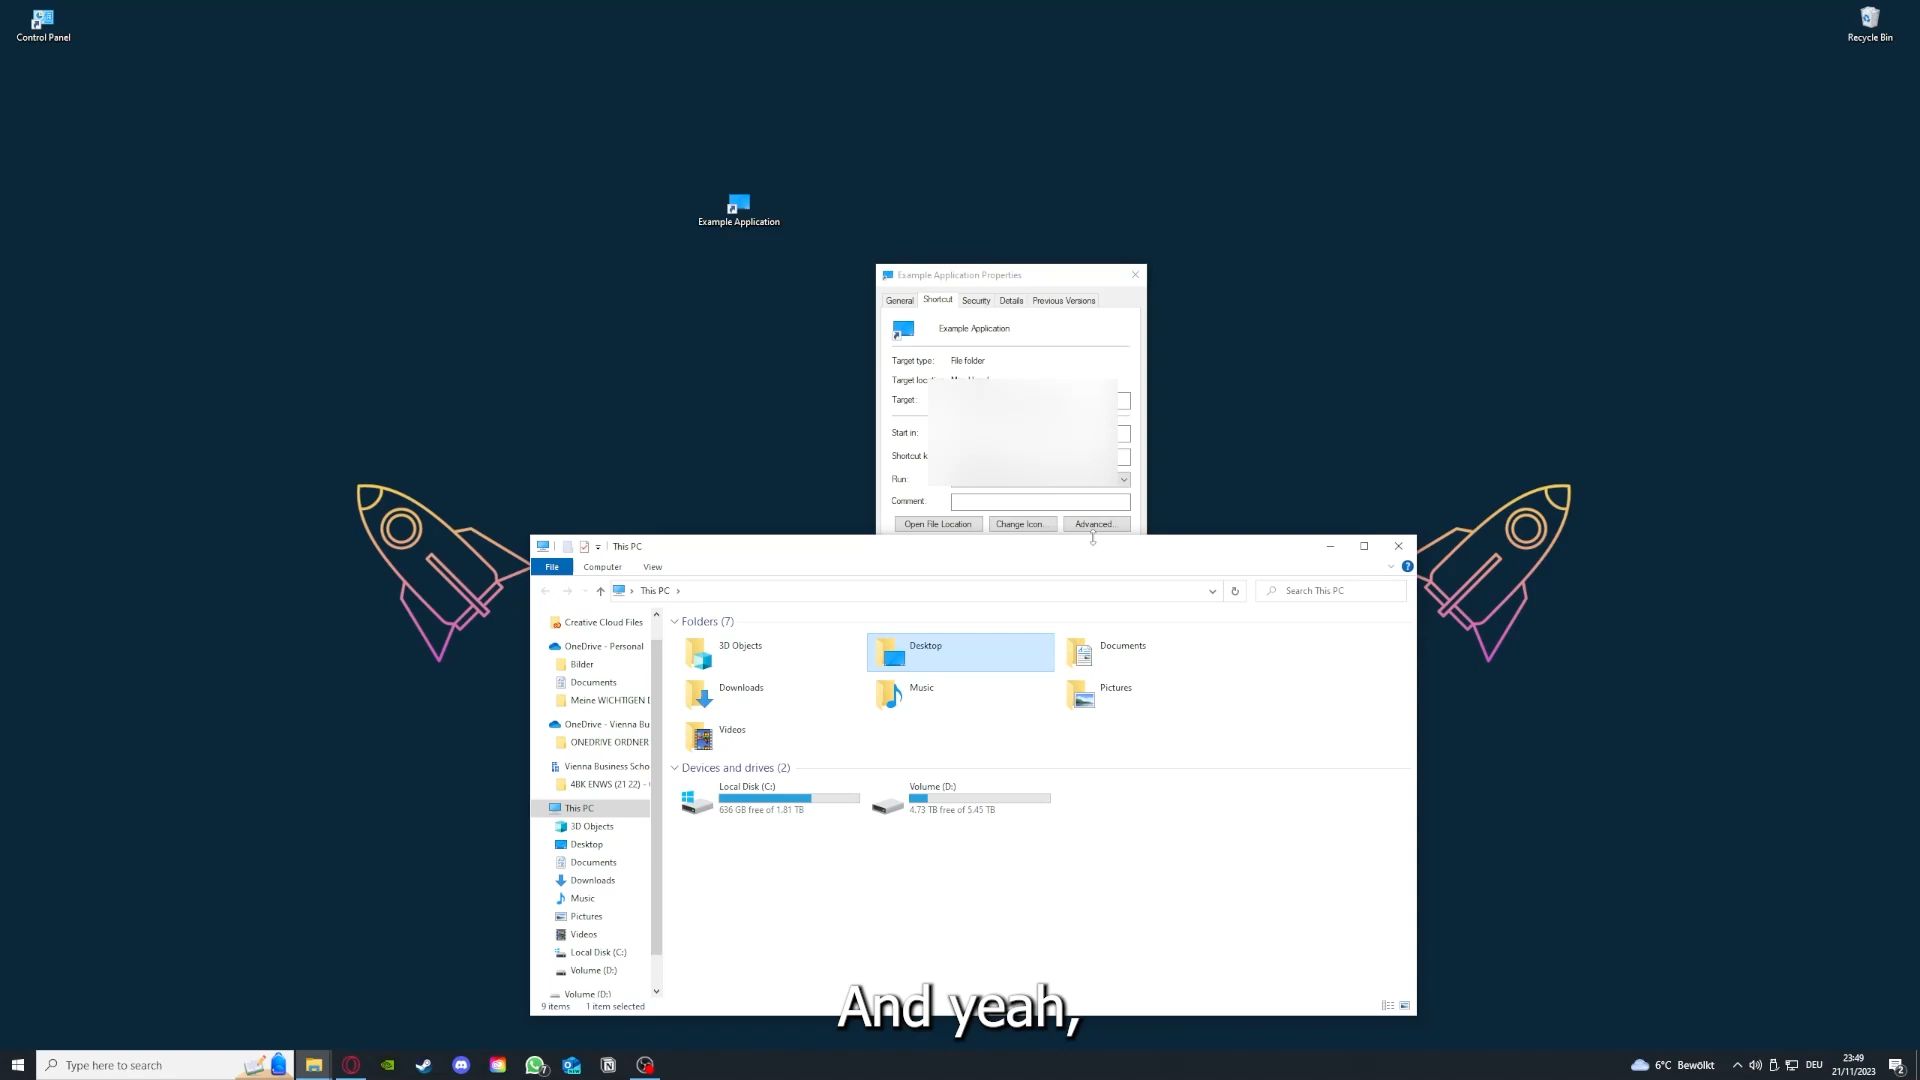 Control Panel
Recycle Bin
Example Application
Example Application Properties
General
Shortcut
Security
Details
Previous Versions
Example Application
Target type:
File folder
Target
Target:
Start in:
Shortcut
Run:
Comment:
Open File Location
Change Icon...
Advanced...
This PC
File
Computer
View
This PC
Search This PC
Creative Cloud Files
OneDrive - Personal
Bilder
Documents
Meine WICHTIGEN
OneDrive - Vienna Bu
ONEDRIVE ORDNER
Vienna Business Scho
4BK ENWS (21 22) -
This PC
3D Objects
Desktop
Documents
Downloads
Music
Pictures
Videos
Local Disk (C:)
Volume (D:)
Volume (D:)
Folders (7)
3D Objects
Desktop
Documents
Downloads
Music
Pictures
Videos
Devices and drives (2)
Local Disk (C:)
636 GB free of 1.81 TB
Volume (D:)
4.73 TB free of 5.45 TB
9 items
1 item selected
And yeah,
Type here to search
7
6°C Bewölkt
DEU
23:49
21/11/2023
2